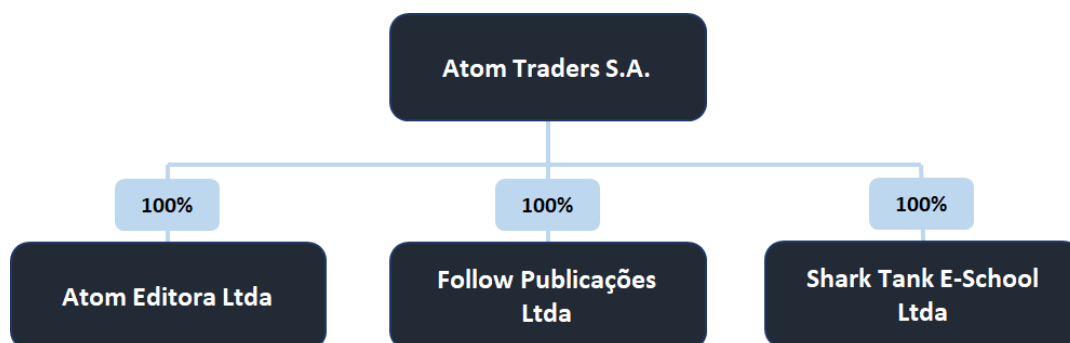 Atom Traders S.A.
100%
100%
100%
Atom Editora Ltda
Follow Publicações
Ltda
Shark Tank E-School
Ltda